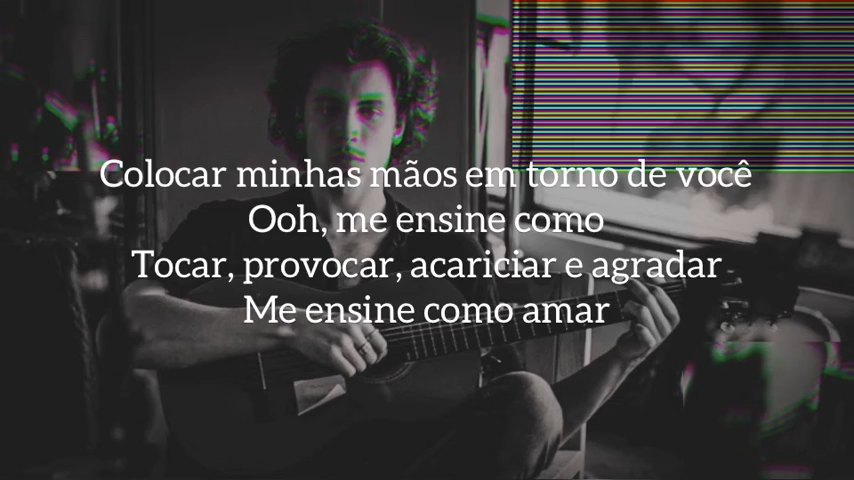 Colocar minhas mãos em torno de você
Ooh, me ensine como
Tocar, provocar, acariciar e agradar
Me ensine como amar